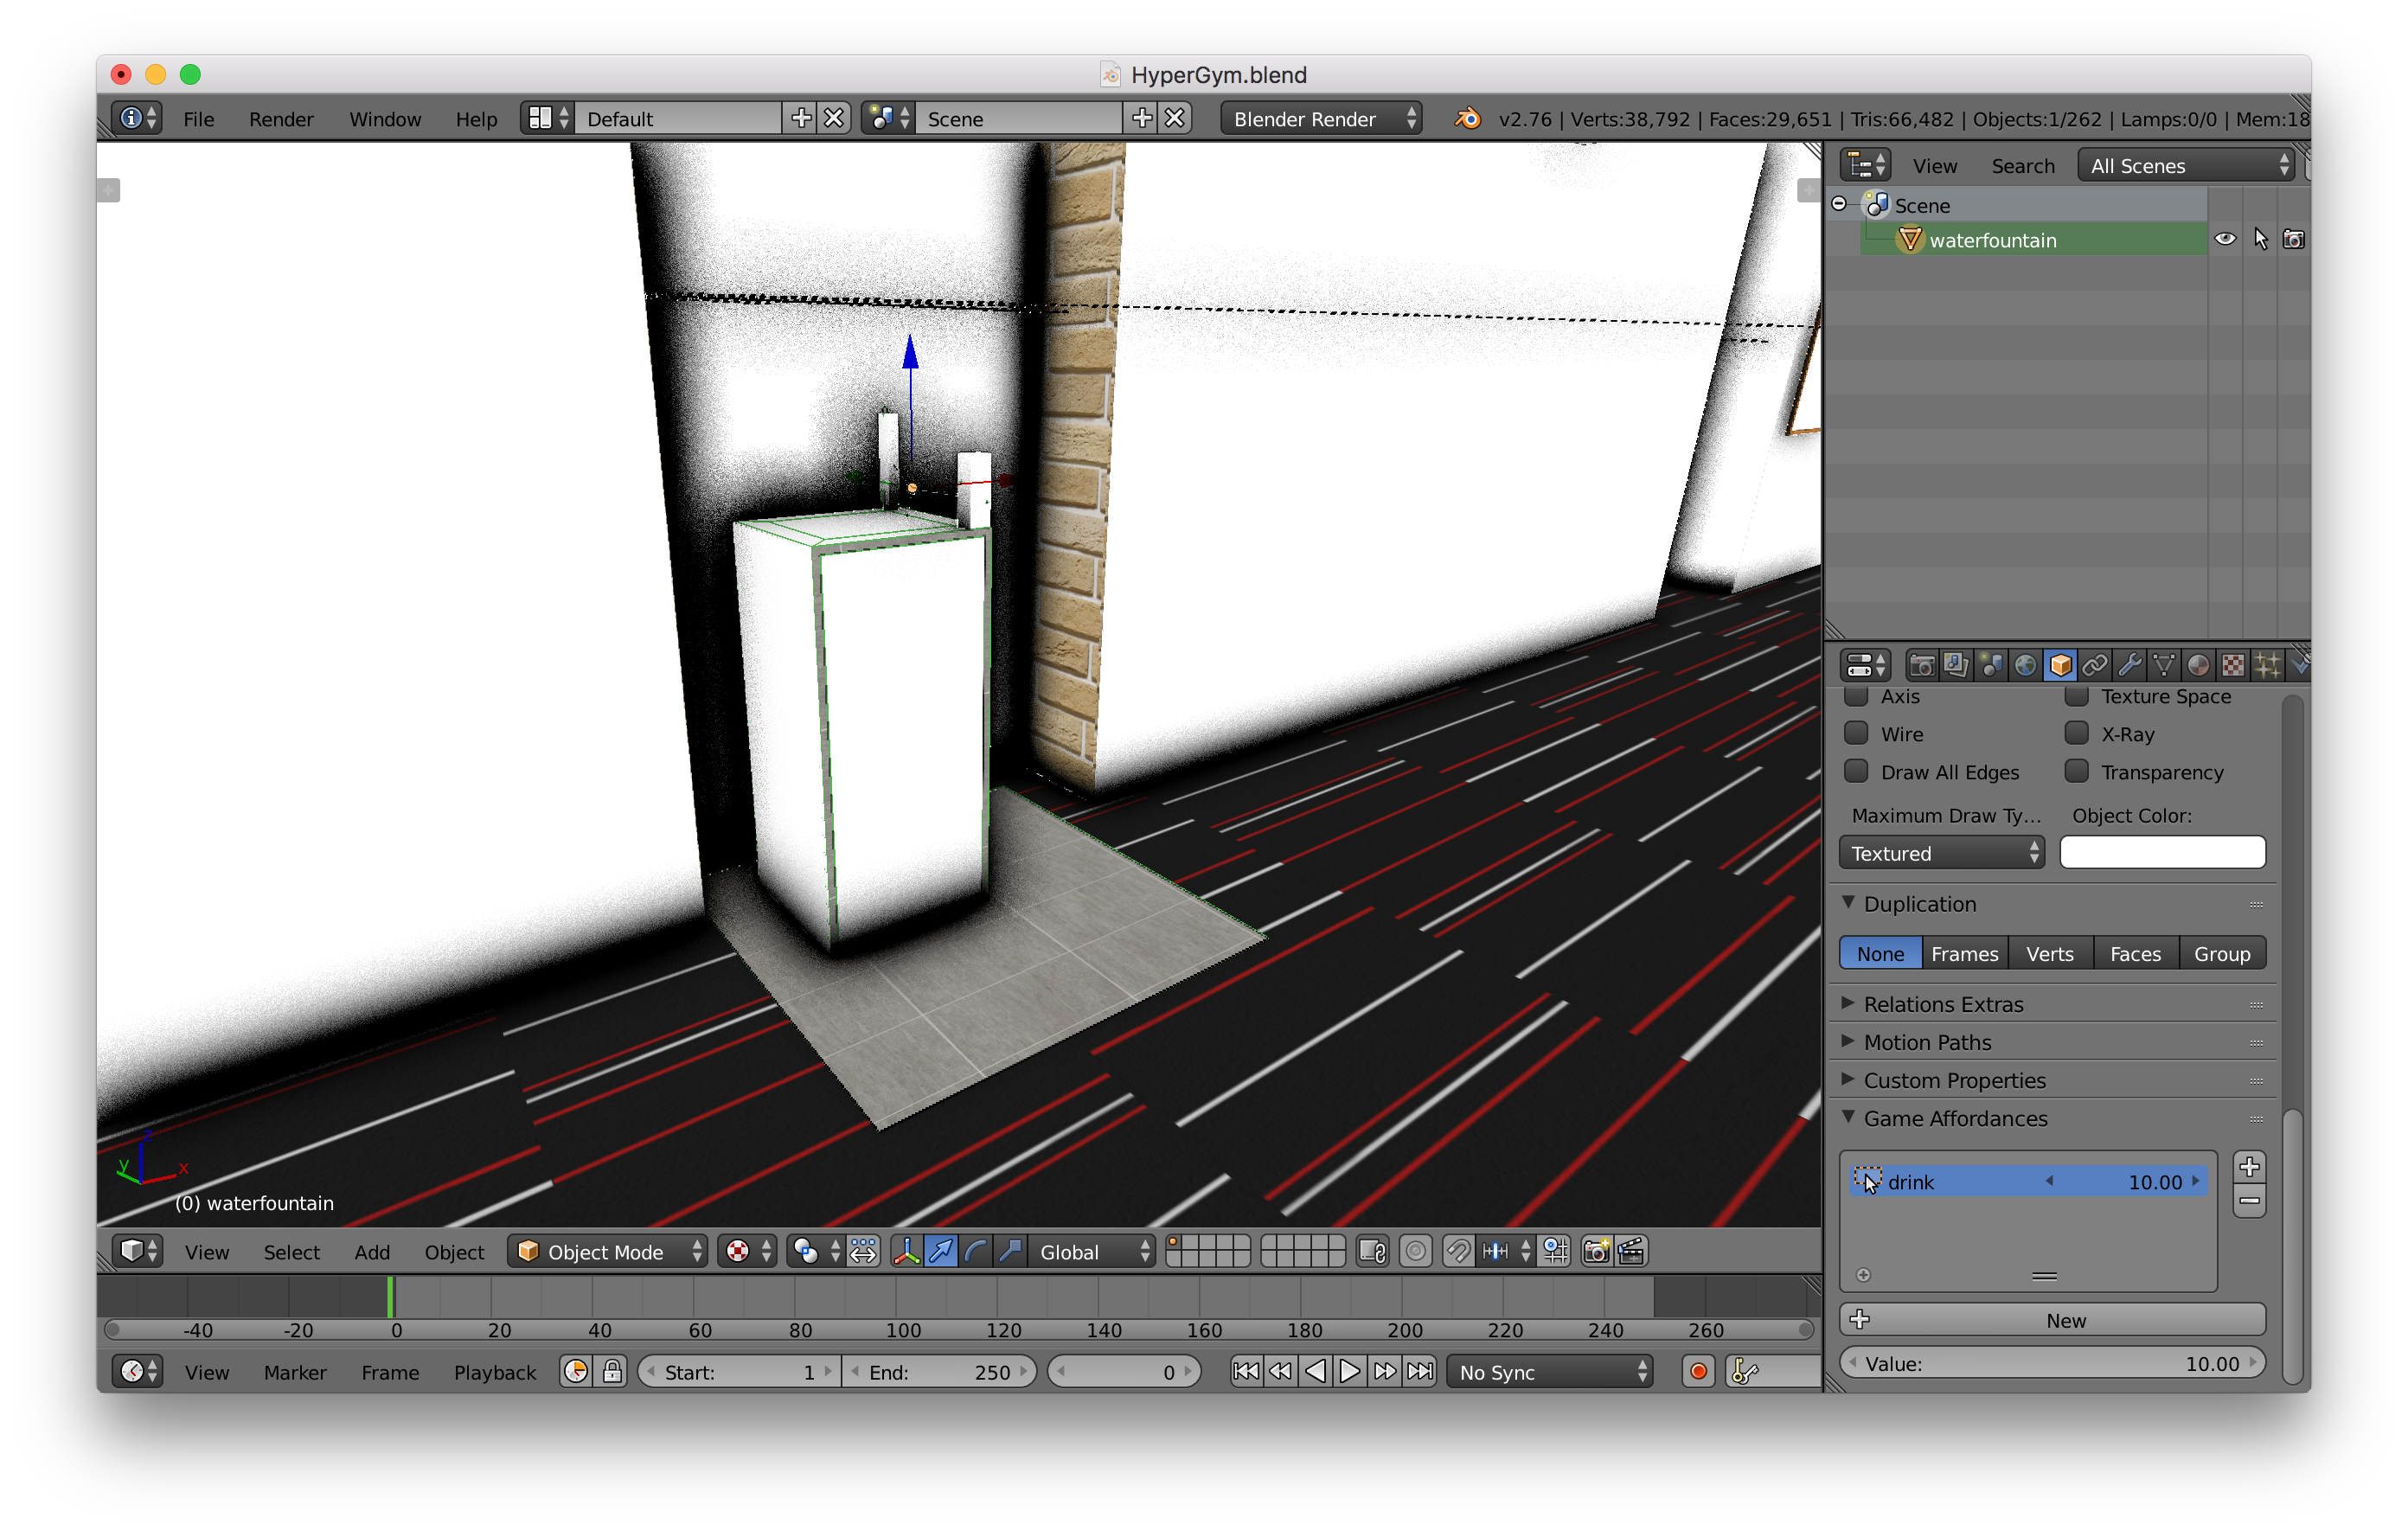 HyperGym.blend
File Render Window Help Default Scene Blender Render v2.76 | Verts:38,792 | Faces:29,651 | Tris:66,482 | Objects:1/262 | Lamps:0/0 | Mem:18
View Search All Scenes
Scene
waterfountain
Axis Texture Space
Wire X-Ray
Draw All Edges Transparency
Maximum Draw Ty... Object Color:
Textured
Duplication
None Frames Verts Faces Group
Relations Extras
Motion Paths
Custom Properties
Game Affordances
drink 10.00
New
Value: 10.00
z
y x
(0) waterfountain
View Select Add Object Object Mode Global
-40 -20 0 20 40 60 80 100 120 140 160 180 200 220 240 260
View Marker Frame Playback Start: 1 End: 250 0 No Sync